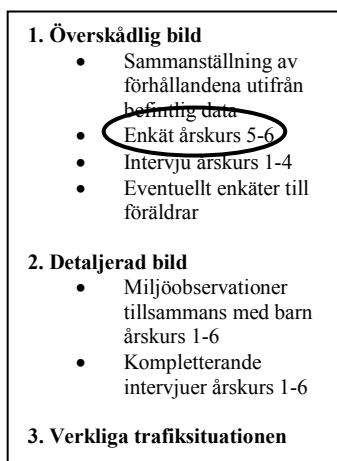 1. Överskådlig bild
• Sammanställning av
förhållandena utifrån
befintlig data
• Enkät årskurs 5-6
• Intervju årskurs 1-4
• Eventuellt enkäter till
föräldrar
2. Detaljerad bild
• Miljöobservationer
tillsammans med barn
årskurs 1-6
• Kompletterande
intervjuer årskurs 1-6
3. Verkliga trafiksituationen